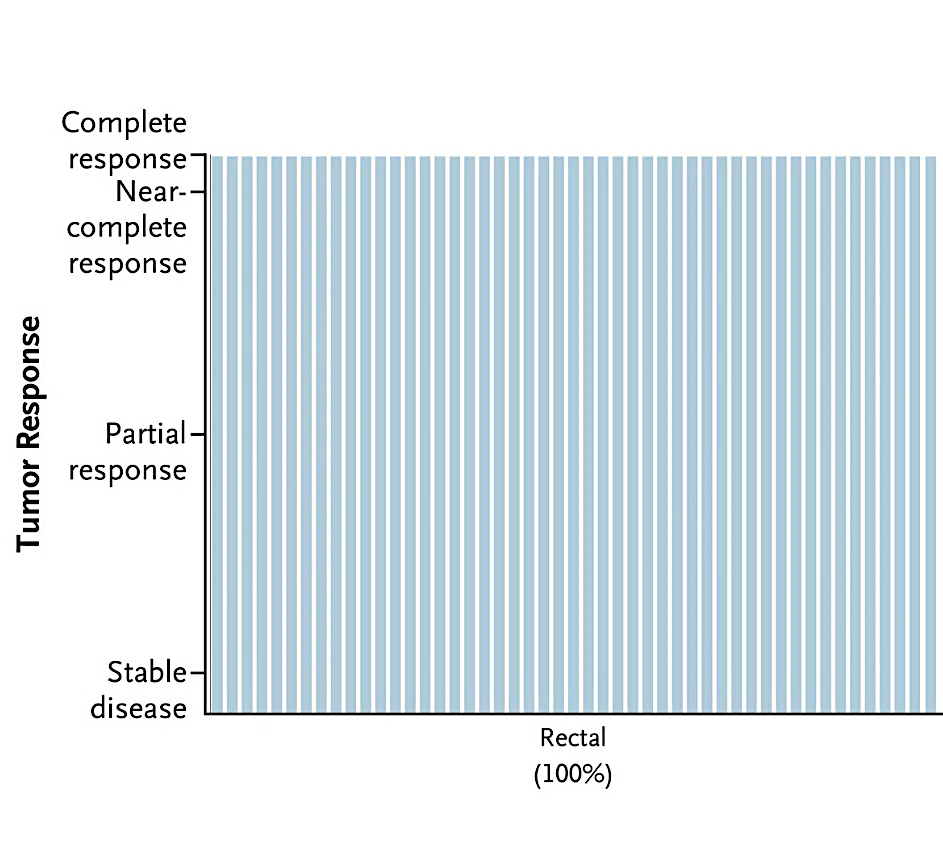 Complete
response
Near-
complete
response
Partial
response
Stable
disease
Tumor Response
Rectal
(100%)